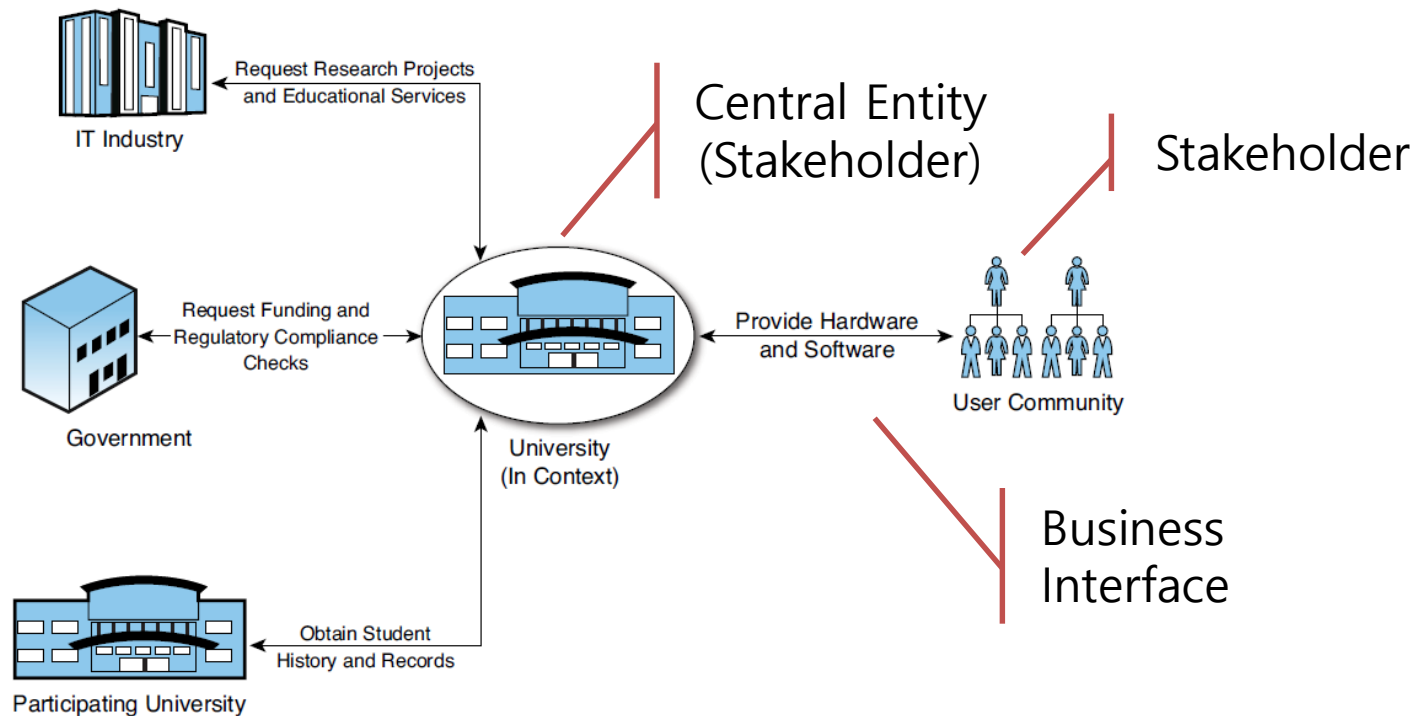 Request Research Projects
and Educational Services
IT Industry
Central Entity
(Stakeholder)
Stakeholder
Request Funding and
Regulatory Compliance
Checks
Government
University
(In Context)
Provide Hardware
and Software
User Community
Business
Interface
Obtain Student
History and Records
Participating University